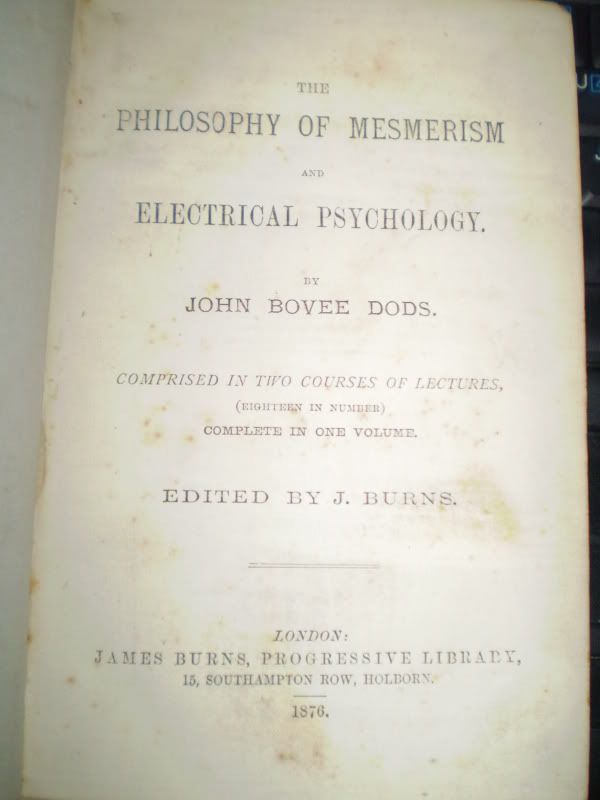 THE
PHILOSOPHY OF MESMERISM
AND
ELECTRICAL PSYCHOLOGY.
BY
JOHN BOVEE DODS.
COMPRISED IN TWO COURSES OF LECTURES,
(EIGHTEEN IN NUMBER)
COMPLETE IN ONE VOLUME.
EDITED BY J. BURNS.
LONDON:
JAMES BURNS, PROGRESSIVE LIBRARY,
15, SOUTHAMPTON ROW, HOLBORN.
1876.